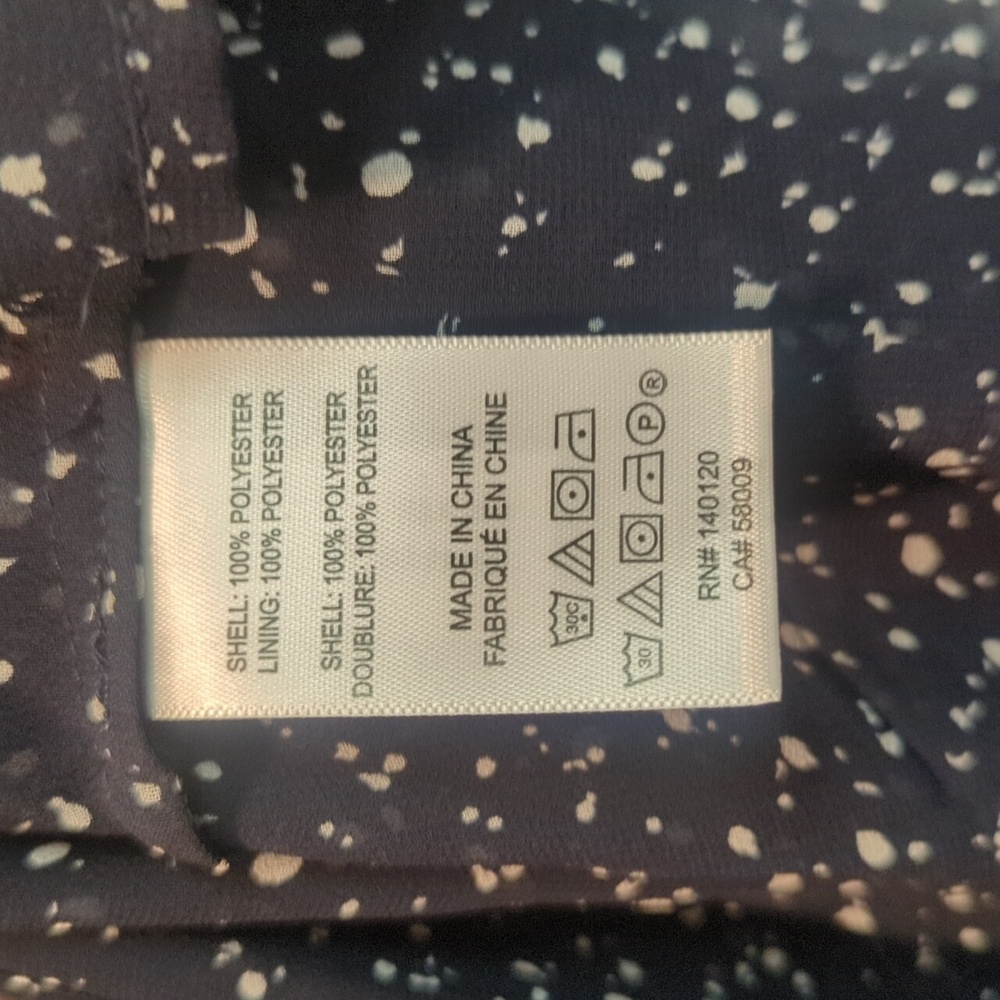 SHELL: 100% POLYESTER
LINING: 100% POLYESTER
SHELL: 100% POLYESTER
DOUBLURE: 100% POLYESTER
MADE IN CHINA
FABRIQUÉ EN CHINE
30C
30 P ®
RN# 140120
CA# 58009